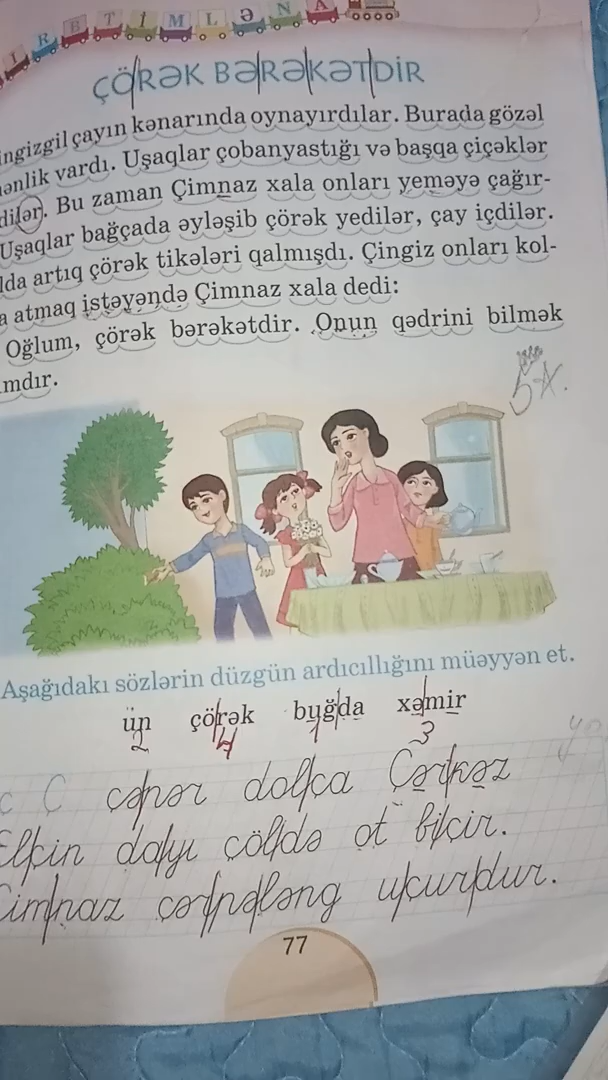 İ R B T İ M L Ə N A
ÇÖRƏK BƏRƏKƏTDİR
ingizgil çayın kənarında oynayırdılar. Burada gözəl
ənlik vardı. Uşaqlar çobanyastığı və başqa çiçəklər
dilər. Bu zaman Çimnaz xala onları yeməyə çağır-
Uşaqlar bağçada əyləşib çörək yedilər, çay içdilər.
lda artıq çörək tikələri qalmışdı. Çingiz onları kol-
a atmaq istəyəndə Çimnaz xala dedi:
Oğlum, çörək bərəkətdir. Onun qədrini bilmək
mdır.
5
Aşağıdakı sözlərin düzgün ardıcıllığını müəyyən et.
un çörək buğda xəmir
2 4 1 3
ç Ç çəpər dolça Çərkəz
Elçin dayı çöldə ot biçir.
Çimnaz çərpələng uçurdur.
77